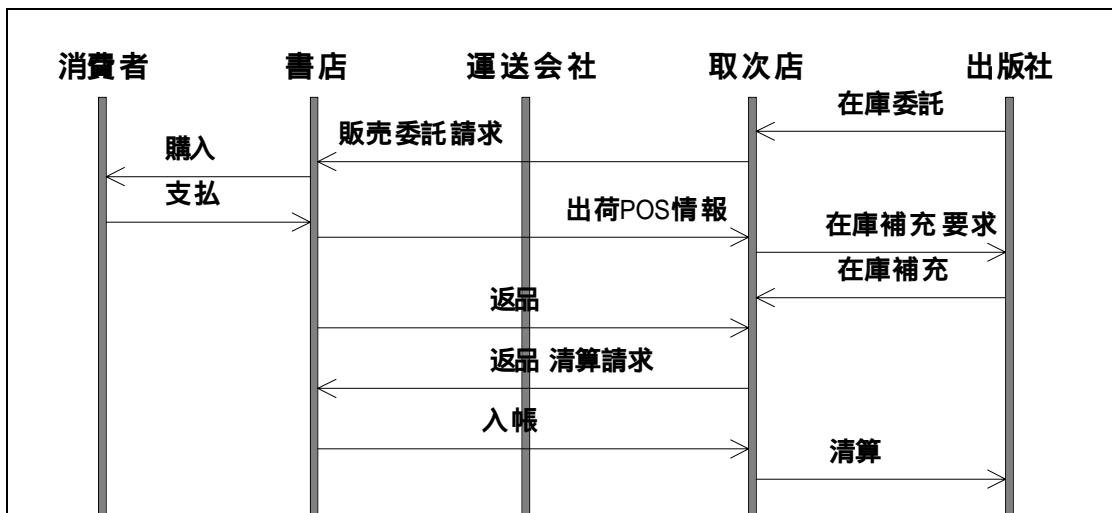 消費者 書店 運送会社 取次店 出版社
在庫委託
販売委託請求
購入
支払
出荷POS情報
在庫補充要求
在庫補充
返品
返品 清算請求
入帳
清算